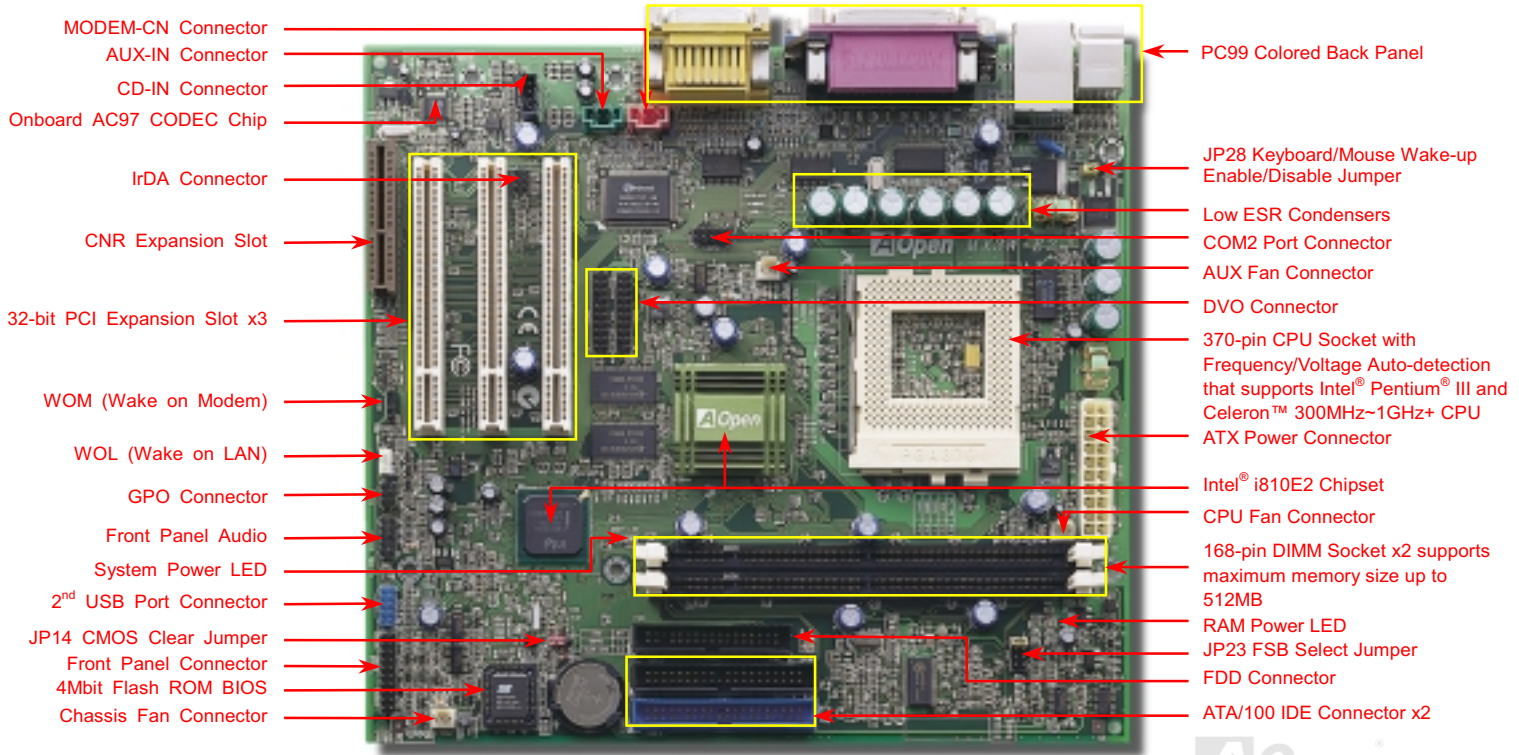 MODEM-CN Connector
AUX-IN Connector
CD-IN Connector
Onboard AC97 CODEC Chip
IrDA Connector
CNR Expansion Slot
32-bit PCI Expansion Slot x3
WOM (Wake on Modem)
WOL (Wake on LAN)
GPO Connector
Front Panel Audio
System Power LED
2nd USB Port Connector
JP14 CMOS Clear Jumper
Front Panel Connector
4Mbit Flash ROM BIOS
Chassis Fan Connector
AOpen
AOpen
PGA370
PC99 Colored Back Panel
JP28 Keyboard/Mouse Wake-up
Enable/Disable Jumper
Low ESR Condensers
COM2 Port Connector
AUX Fan Connector
DVO Connector
370-pin CPU Socket with
Frequency/Voltage Auto-detection
that supports Intel® Pentium® III and
Celeron™ 300MHz~1GHz+ CPU
ATX Power Connector
Intel® i810E2 Chipset
CPU Fan Connector
168-pin DIMM Socket x2 supports
maximum memory size up to
512MB
RAM Power LED
JP23 FSB Select Jumper
FDD Connector
ATA/100 IDE Connector x2